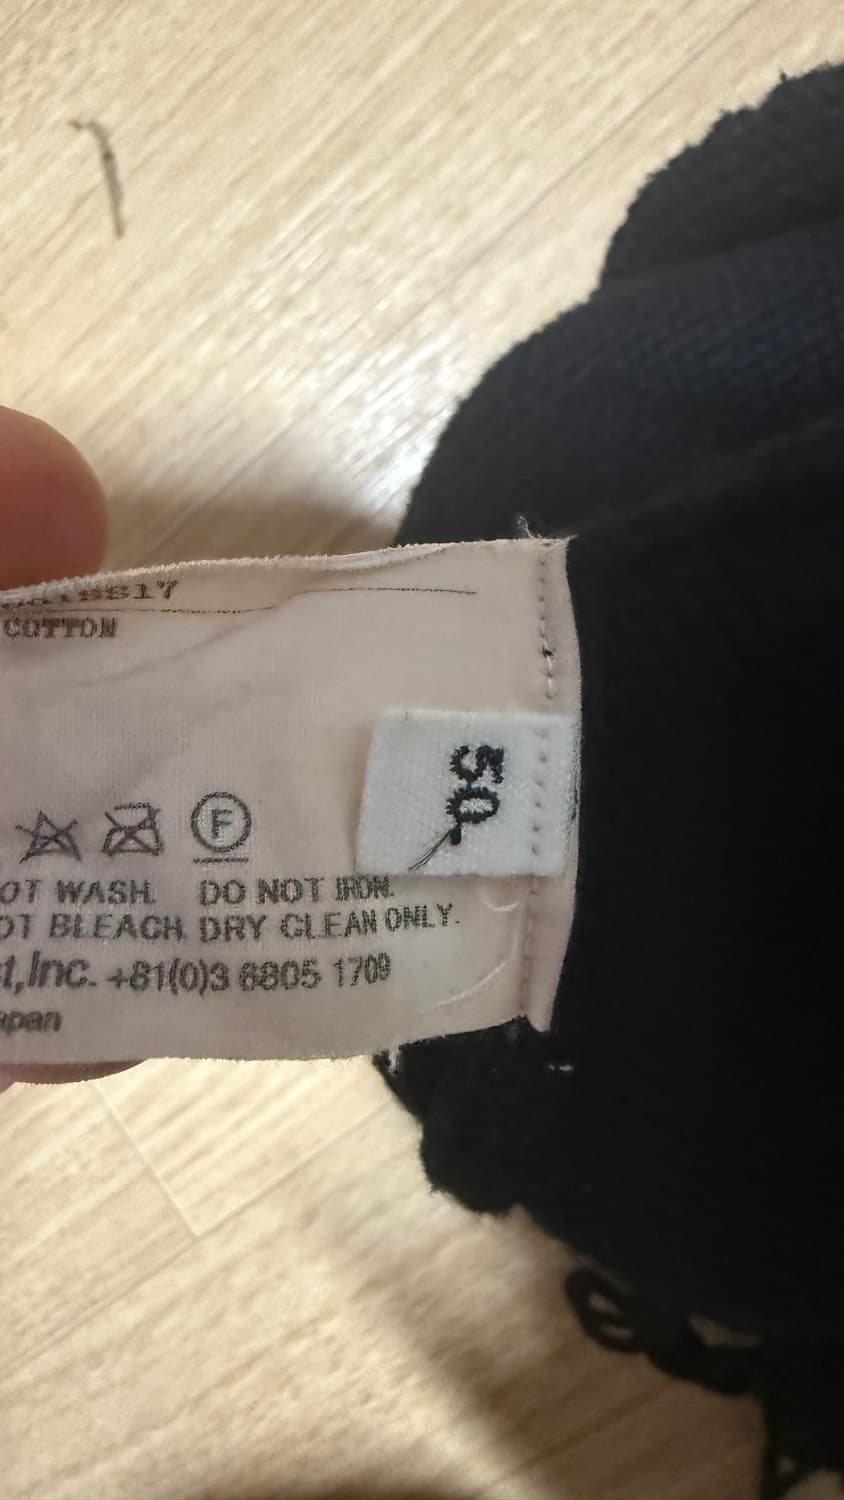 COTTON
50
F
OT WASH. DO NOT IRON.
OT BLEACH. DRY CLEAN ONLY.
t,Inc. +81(0)3 6805 1709
apan